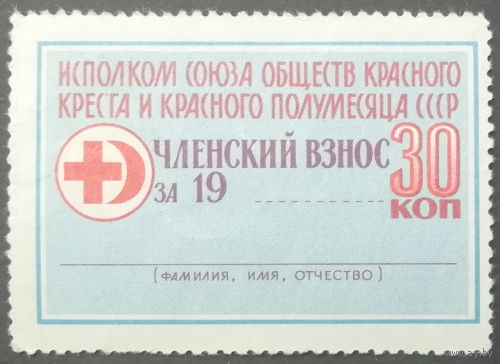 ИСПОЛКОМ СОЮЗА ОБЩЕСТВ КРАСНОГО
КРЕСТА И КРАСНОГО ПОЛУМЕСЯЦА СССР
ЧЛЕНСКИЙ ВЗНОС
ЗА 19
30
КОП
(ФАМИЛИЯ, ИМЯ, ОТЧЕСТВО)